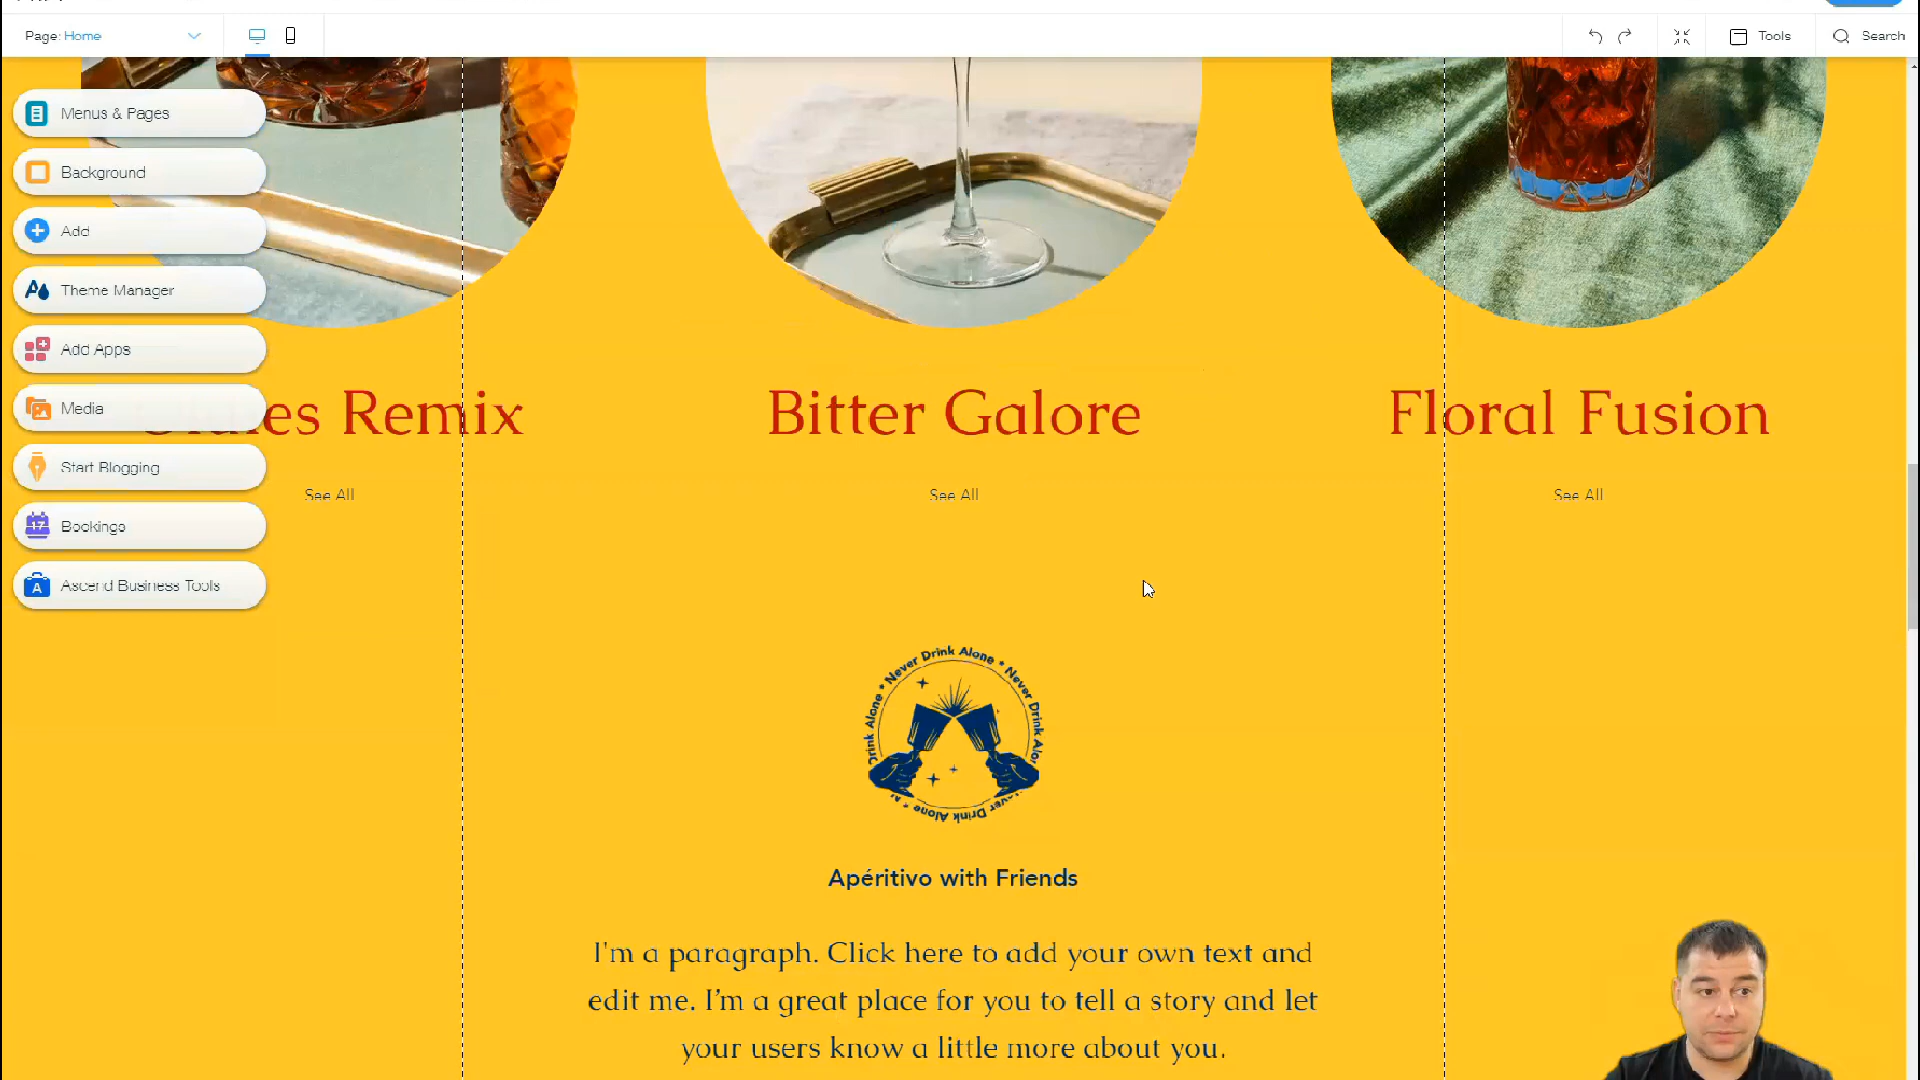 Page: Home
Tools
Search
Menus & Pages
Background
Add
Theme Manager
Add Apps
Media
Start Blogging
Bookings
Ascend Business Tools
Remix
Bitter Galore
Floral Fusion
See All
See All
See All
Never Drink Alone * Never Drink Alone * Never Drink Alone *
Apéritivo with Friends
I'm a paragraph. Click here to add your own text and
edit me. I’m a great place for you to tell a story and let
your users know a little more about you.